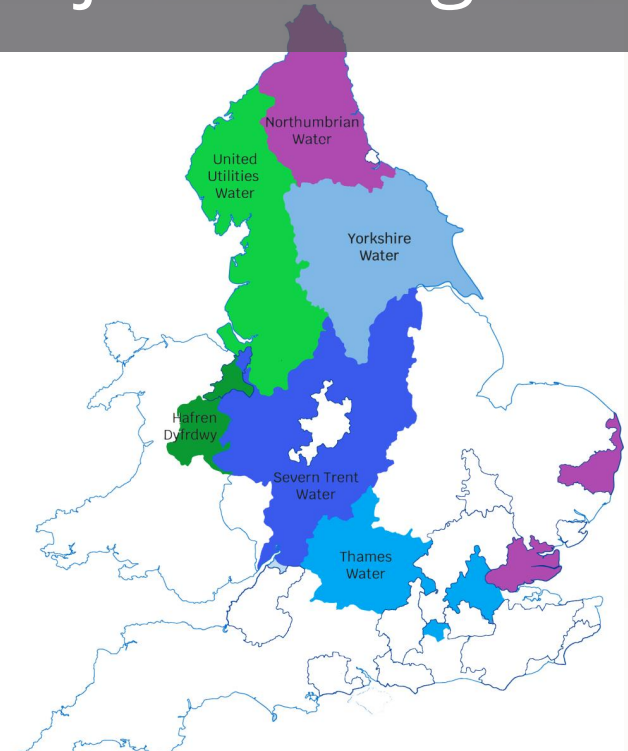 Northumbrian
Water
United
Utilities
Water
Yorkshire
Water
Hafren
Dyfrdwy
Severn Trent
Water
Thames
Water